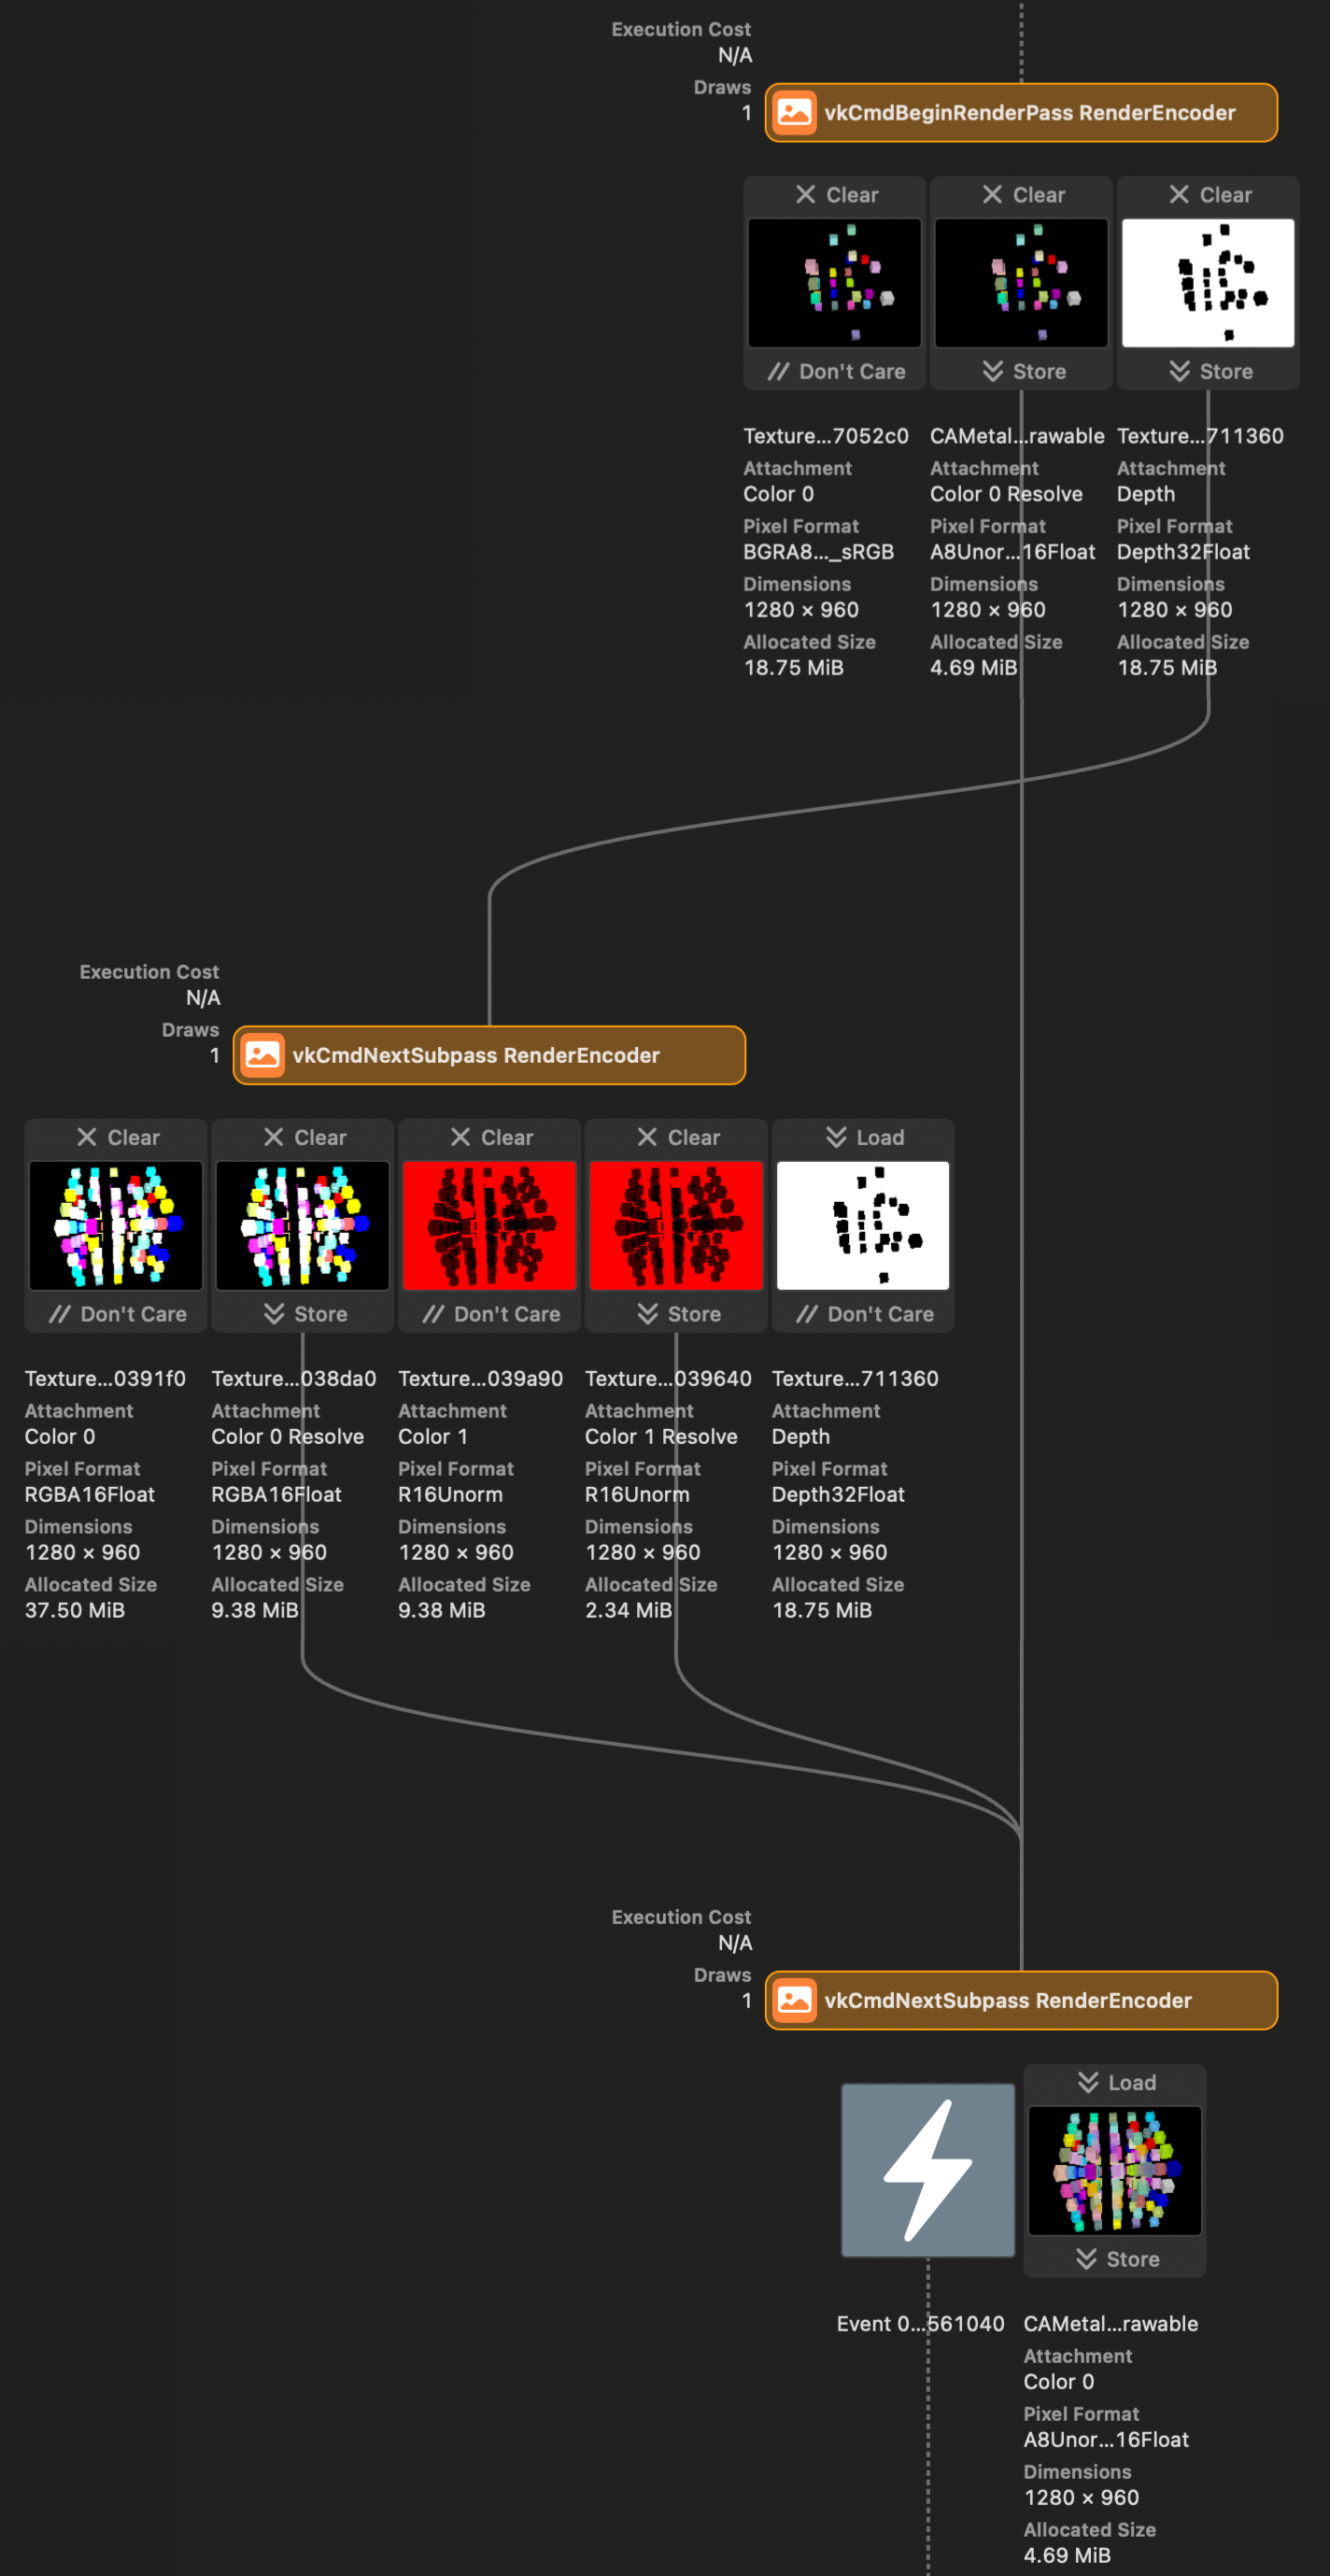 Execution Cost
N/A
Draws
1
vkCmdBeginRenderPass RenderEncoder
Clear Clear Clear
Don't Care Store Store
Texture...7052c0 CAMetal...rawable Texture...711360
Attachment Attachment Attachment
Color 0 Color 0 Resolve Depth
Pixel Format Pixel Format Pixel Format
BGRA8..._sRGB A8Unor...16Float Depth32Float
Dimensions Dimensions Dimensions
1280 × 960 1280 × 960 1280 × 960
Allocated Size Allocated Size Allocated Size
18.75 MiB 4.69 MiB 18.75 MiB
Execution Cost
N/A
Draws
1
vkCmdNextSubpass RenderEncoder
Clear Clear Clear Clear Load
Don't Care Store Don't Care Store Don't Care
Texture...0391f0 Texture...038da0 Texture...039a90 Texture...039640 Texture...711360
Attachment Attachment Attachment Attachment Attachment
Color 0 Color 0 Resolve Color 1 Color 1 Resolve Depth
Pixel Format Pixel Format Pixel Format Pixel Format Pixel Format
RGBA16Float RGBA16Float R16Unorm R16Unorm Depth32Float
Dimensions Dimensions Dimensions Dimensions Dimensions
1280 × 960 1280 × 960 1280 × 960 1280 × 960 1280 × 960
Allocated Size Allocated Size Allocated Size Allocated Size Allocated Size
37.50 MiB 9.38 MiB 9.38 MiB 2.34 MiB 18.75 MiB
Execution Cost
N/A
Draws
1
vkCmdNextSubpass RenderEncoder
Load
Store
Event 0...561040 CAMetal...rawable
Attachment
Color 0
Pixel Format
A8Unor...16Float
Dimensions
1280 × 960
Allocated Size
4.69 MiB